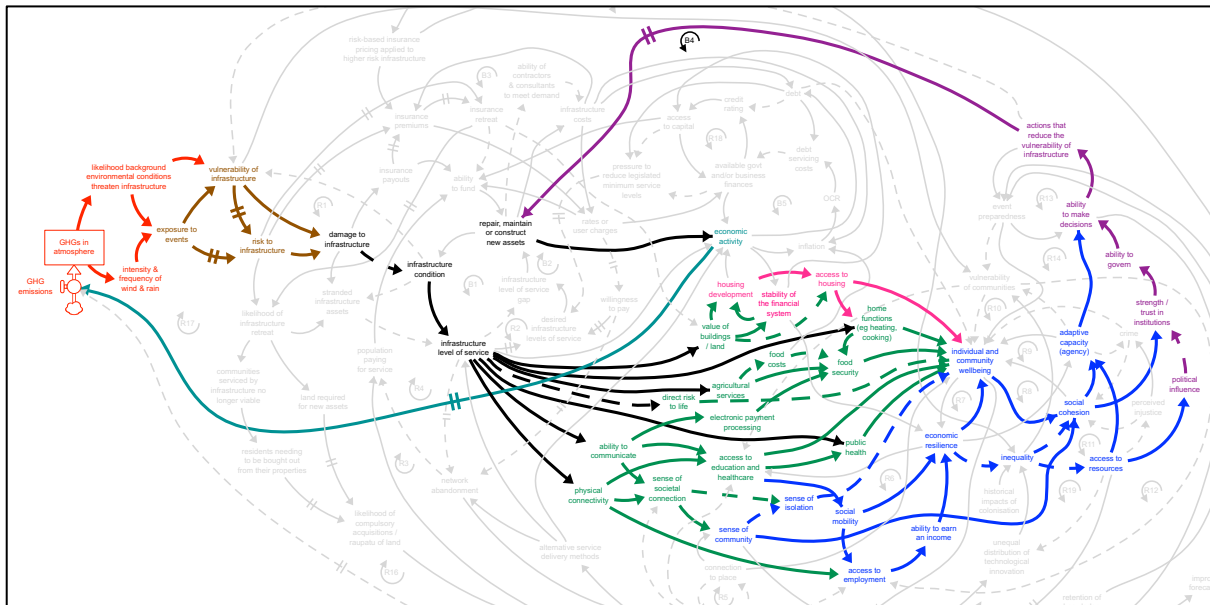 B4
risk-based insurance
pricing applied to
higher risk infrastructure
ability of
contractors
& consultants
to meet demand
B3
insurance
premiums
insurance
retreat
infrastructure
costs
credit
rating
debt
access
to capital
R18
actions that
reduce the
vulnerability of
infrastructure
likelihood background
environmental conditions
threaten infrastructure
vulnerability of
infrastructure
insurance
payouts
ability
to fund
pressure to
reduce legislated
minimum service
levels
available govt
and/or business
finances
debt
servicing
costs
R1
B5
OCR
R13
event
preparedness
ability
to make
decisions
GHGs in
atmosphere
exposure to
events
risk to
infrastructure
damage to
infrastructure
repair, maintain
or construct
new assets
rates or
user charges
economic
activity
inflation
ability to
govern
R14
GHG
emissions
intensity &
frequency of
wind & rain
infrastructure
condition
B1
B2
infrastructure
level of service
gap
housing
development
stability of
the financial
system
access to
housing
vulnerability
of communities
stranded
infrastructure
assets
willingness
to pay
home
functions
(eg heating,
cooking)
R10
strength /
trust in
institutions
R17
likelihood of
infrastructure
retreat
R2
desired
infrastructure
levels of service
value of
buildings
/ land
adaptive
capacity
(agency)
crime
infrastructure
level of service
population
paying
for service
food
costs
food
security
individual and
community
wellbeing
R9
communities
serviced by
infrastructure no
longer viable
R4
agricultural
services
direct risk
to life
R7
R8
political
influence
land required
for new assets
electronic payment
processing
social
cohesion
perceived
injustice
residents needing
to be bought out
from their properties
R3
ability to
communicate
public
health
economic
resilience
R11
inequality
access to
resources
access to
education and
healthcare
network
abandonment
physical
connectivity
sense of
societal
connection
R6
sense of
isolation
social
mobility
historical
impacts of
colonisation
R19
R12
likelihood of
compulsory
acquisitions /
raupatu of land
sense of
community
ability to earn
an income
alternative service
delivery methods
unequal
distribution of
technological
innovation
R16
connection
to place
access to
employment
R5
retention of